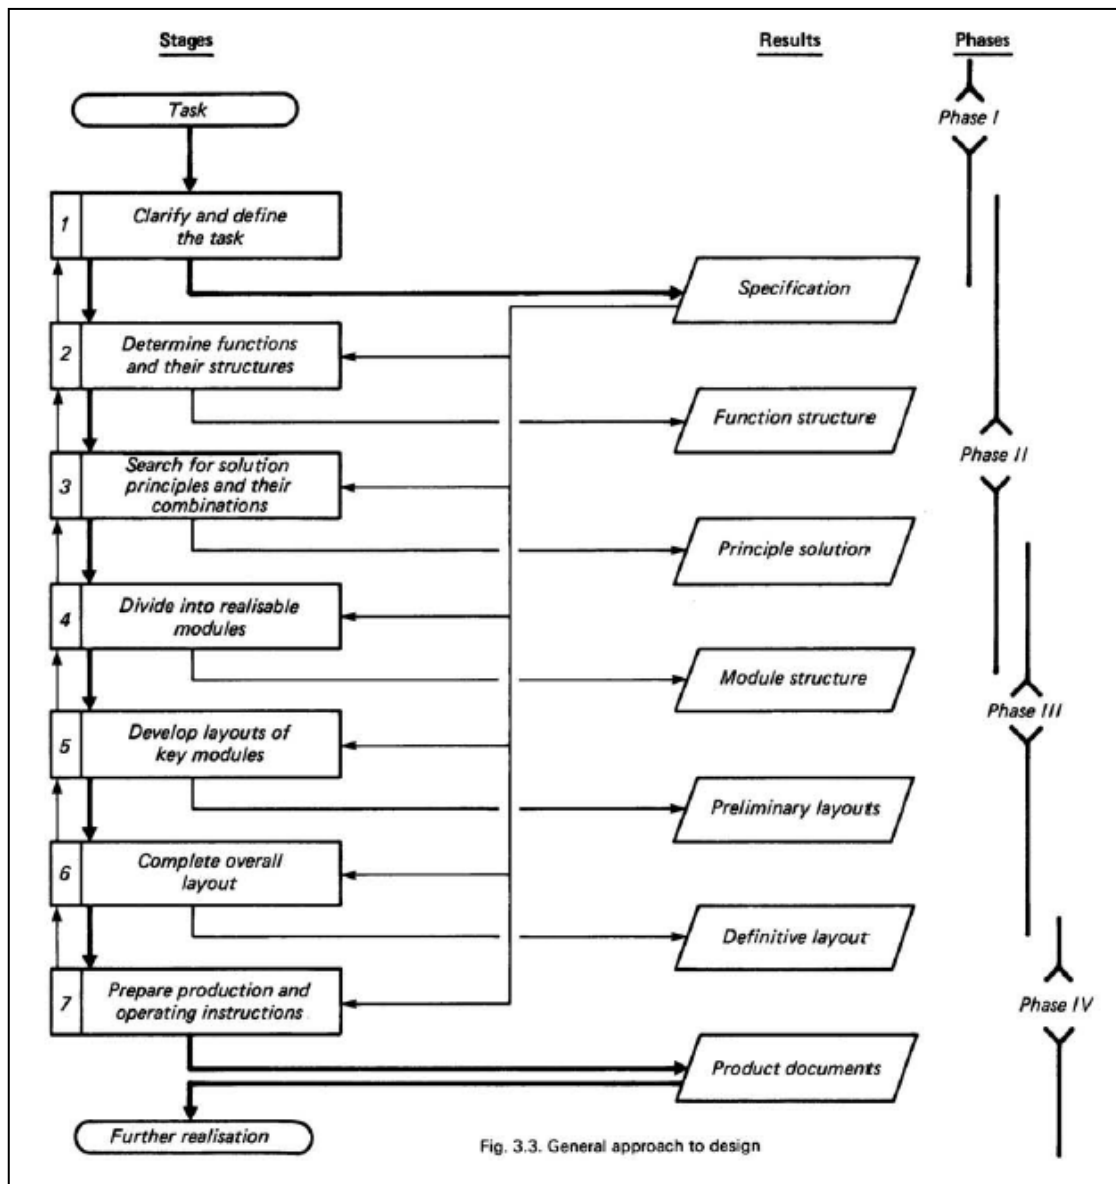 Stages
Results
Phases
Task
Phase I
1
Clarify and define
the task
Specification
2
Determine functions
and their structures
Function structure
Phase II
3
Search for solution
principles and their
combinations
Principle solution
4
Divide into realisable
modules
Module structure
Phase III
5
Develop layouts of
key modules
Preliminary layouts
6
Complete overall
layout
Definitive layout
7
Prepare production and
operating instructions
Phase IV
Product documents
Further realisation
Fig. 3.3. General approach to design